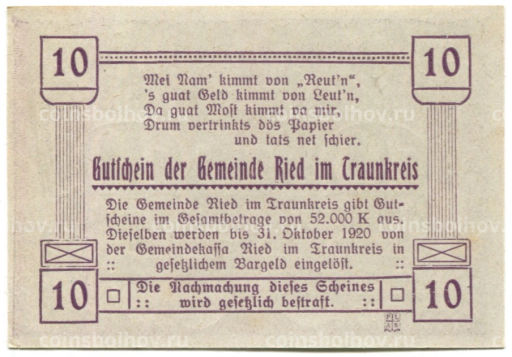 10 10
Mei Nam' kimmt von „Reut'n",
's guat Geld kimmt von Leut'n,
Da guat Most kimmt va mir,
Drum vertrinkts dös Papier
und tats net schier.
Gutschein der Gemeinde Ried im Traunkreis
Die Gemeinde Ried im Traunkreis gibt Gut-
scheine im Gesamtbetrage von 52.000 K aus.
Dieselben werden bis 31. Oktober 1920 von
der Gemeindekassa Ried im Traunkreis in
:: gesetzlichem Bargeld eingelöst. ::
10 10
Die Nachmachung dieses Scheines
:: wird gesetzlich bestraft. ::
coinsbolhov.ru